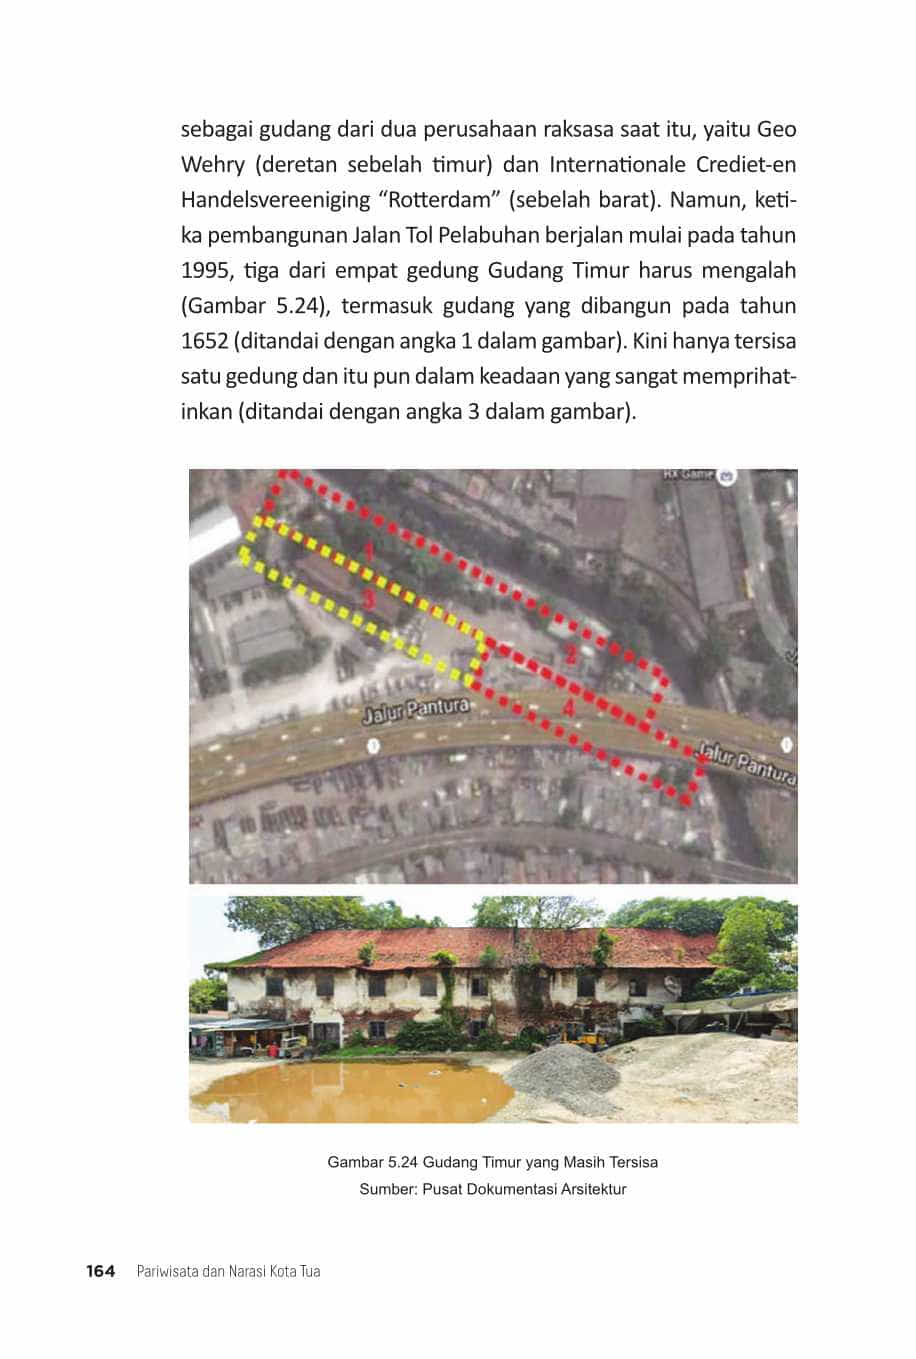 sebagai gudang dari dua perusahaan raksasa saat itu, yaitu Geo
Wehry (deretan sebelah timur) dan Internationale Crediet-en
Handelsvereeniging “Rotterdam” (sebelah barat). Namun, keti-
ka pembangunan Jalan Tol Pelabuhan berjalan mulai pada tahun
1995, tiga dari empat gedung Gudang Timur harus mengalah
(Gambar 5.24), termasuk gudang yang dibangun pada tahun
1652 (ditandai dengan angka 1 dalam gambar). Kini hanya tersisa
satu gedung dan itu pun dalam keadaan yang sangat memprihat-
inkan (ditandai dengan angka 3 dalam gambar).
RX Game
1
3
2
4
Jalur Pantura
Jalur Pantura
Gambar 5.24 Gudang Timur yang Masih Tersisa
Sumber: Pusat Dokumentasi Arsitektur
164 Pariwisata dan Narasi Kota Tua